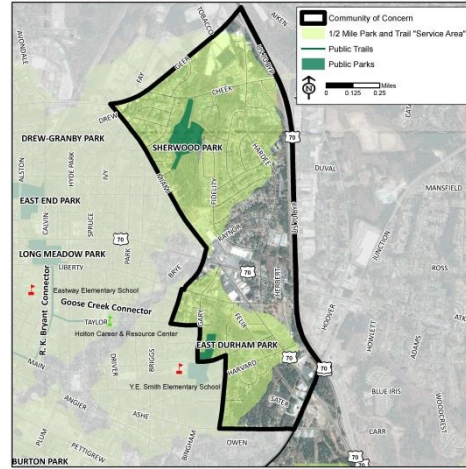 Community of Concern
1/2 Mile Park and Trail "Service Area"
Public Trails
Public Parks
N
Miles
0 0.125 0.25
TOBACCO
AIKEN
AVONDALE
FAY
GEER
CHEEK
DREW
70
DREW-GRANBY PARK
SHERWOOD PARK
HARDEE
DUVAL
ALSTON
HYDE PARK
IVY
MIAMI
FIDELITY
MANSFIELD
EAST END PARK
CALVIN
SPRUCE
PARK
RAYNOR
JUNCTION
70
LONG MEADOW PARK
LIBERTY
BRYE
70
HERBERT
ROSS
Eastway Elementary School
Goose Creek Connector
R. K. Bryant Connector
TAYLOR
Holton Career & Resource Center
GARY
FELIX
HOOVER
HOWLETT
ADAMS
MAIN
DRIVER
BRIGGS
EAST DURHAM PARK
70
HARVARD
Y.E. Smith Elementary School
BLUE IRIS
WOODCREST
ANGIER
ASHE
SATER
PLUM
PETTIGREW
BINGHAM
OWEN
CARR
BURTON PARK
70